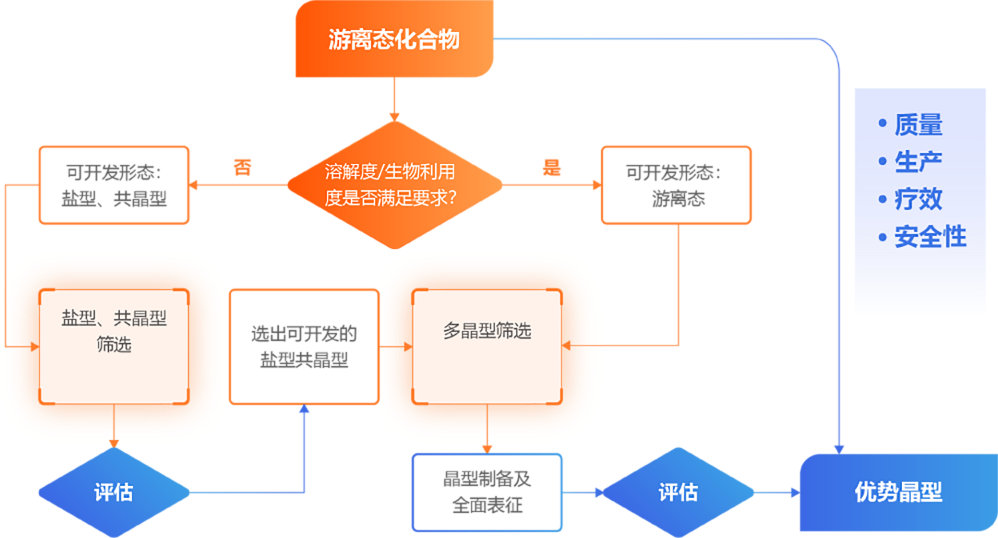 游离态化合物
溶解度/生物利用
度是否满足要求？
否
是
可开发形态：
盐型、共晶型
可开发形态：
游离态
• 质量
• 生产
• 疗效
• 安全性
盐型、共晶型
筛选
选出可开发的
盐型共晶型
多晶型筛选
评估
晶型制备及
全面表征
评估
优势晶型